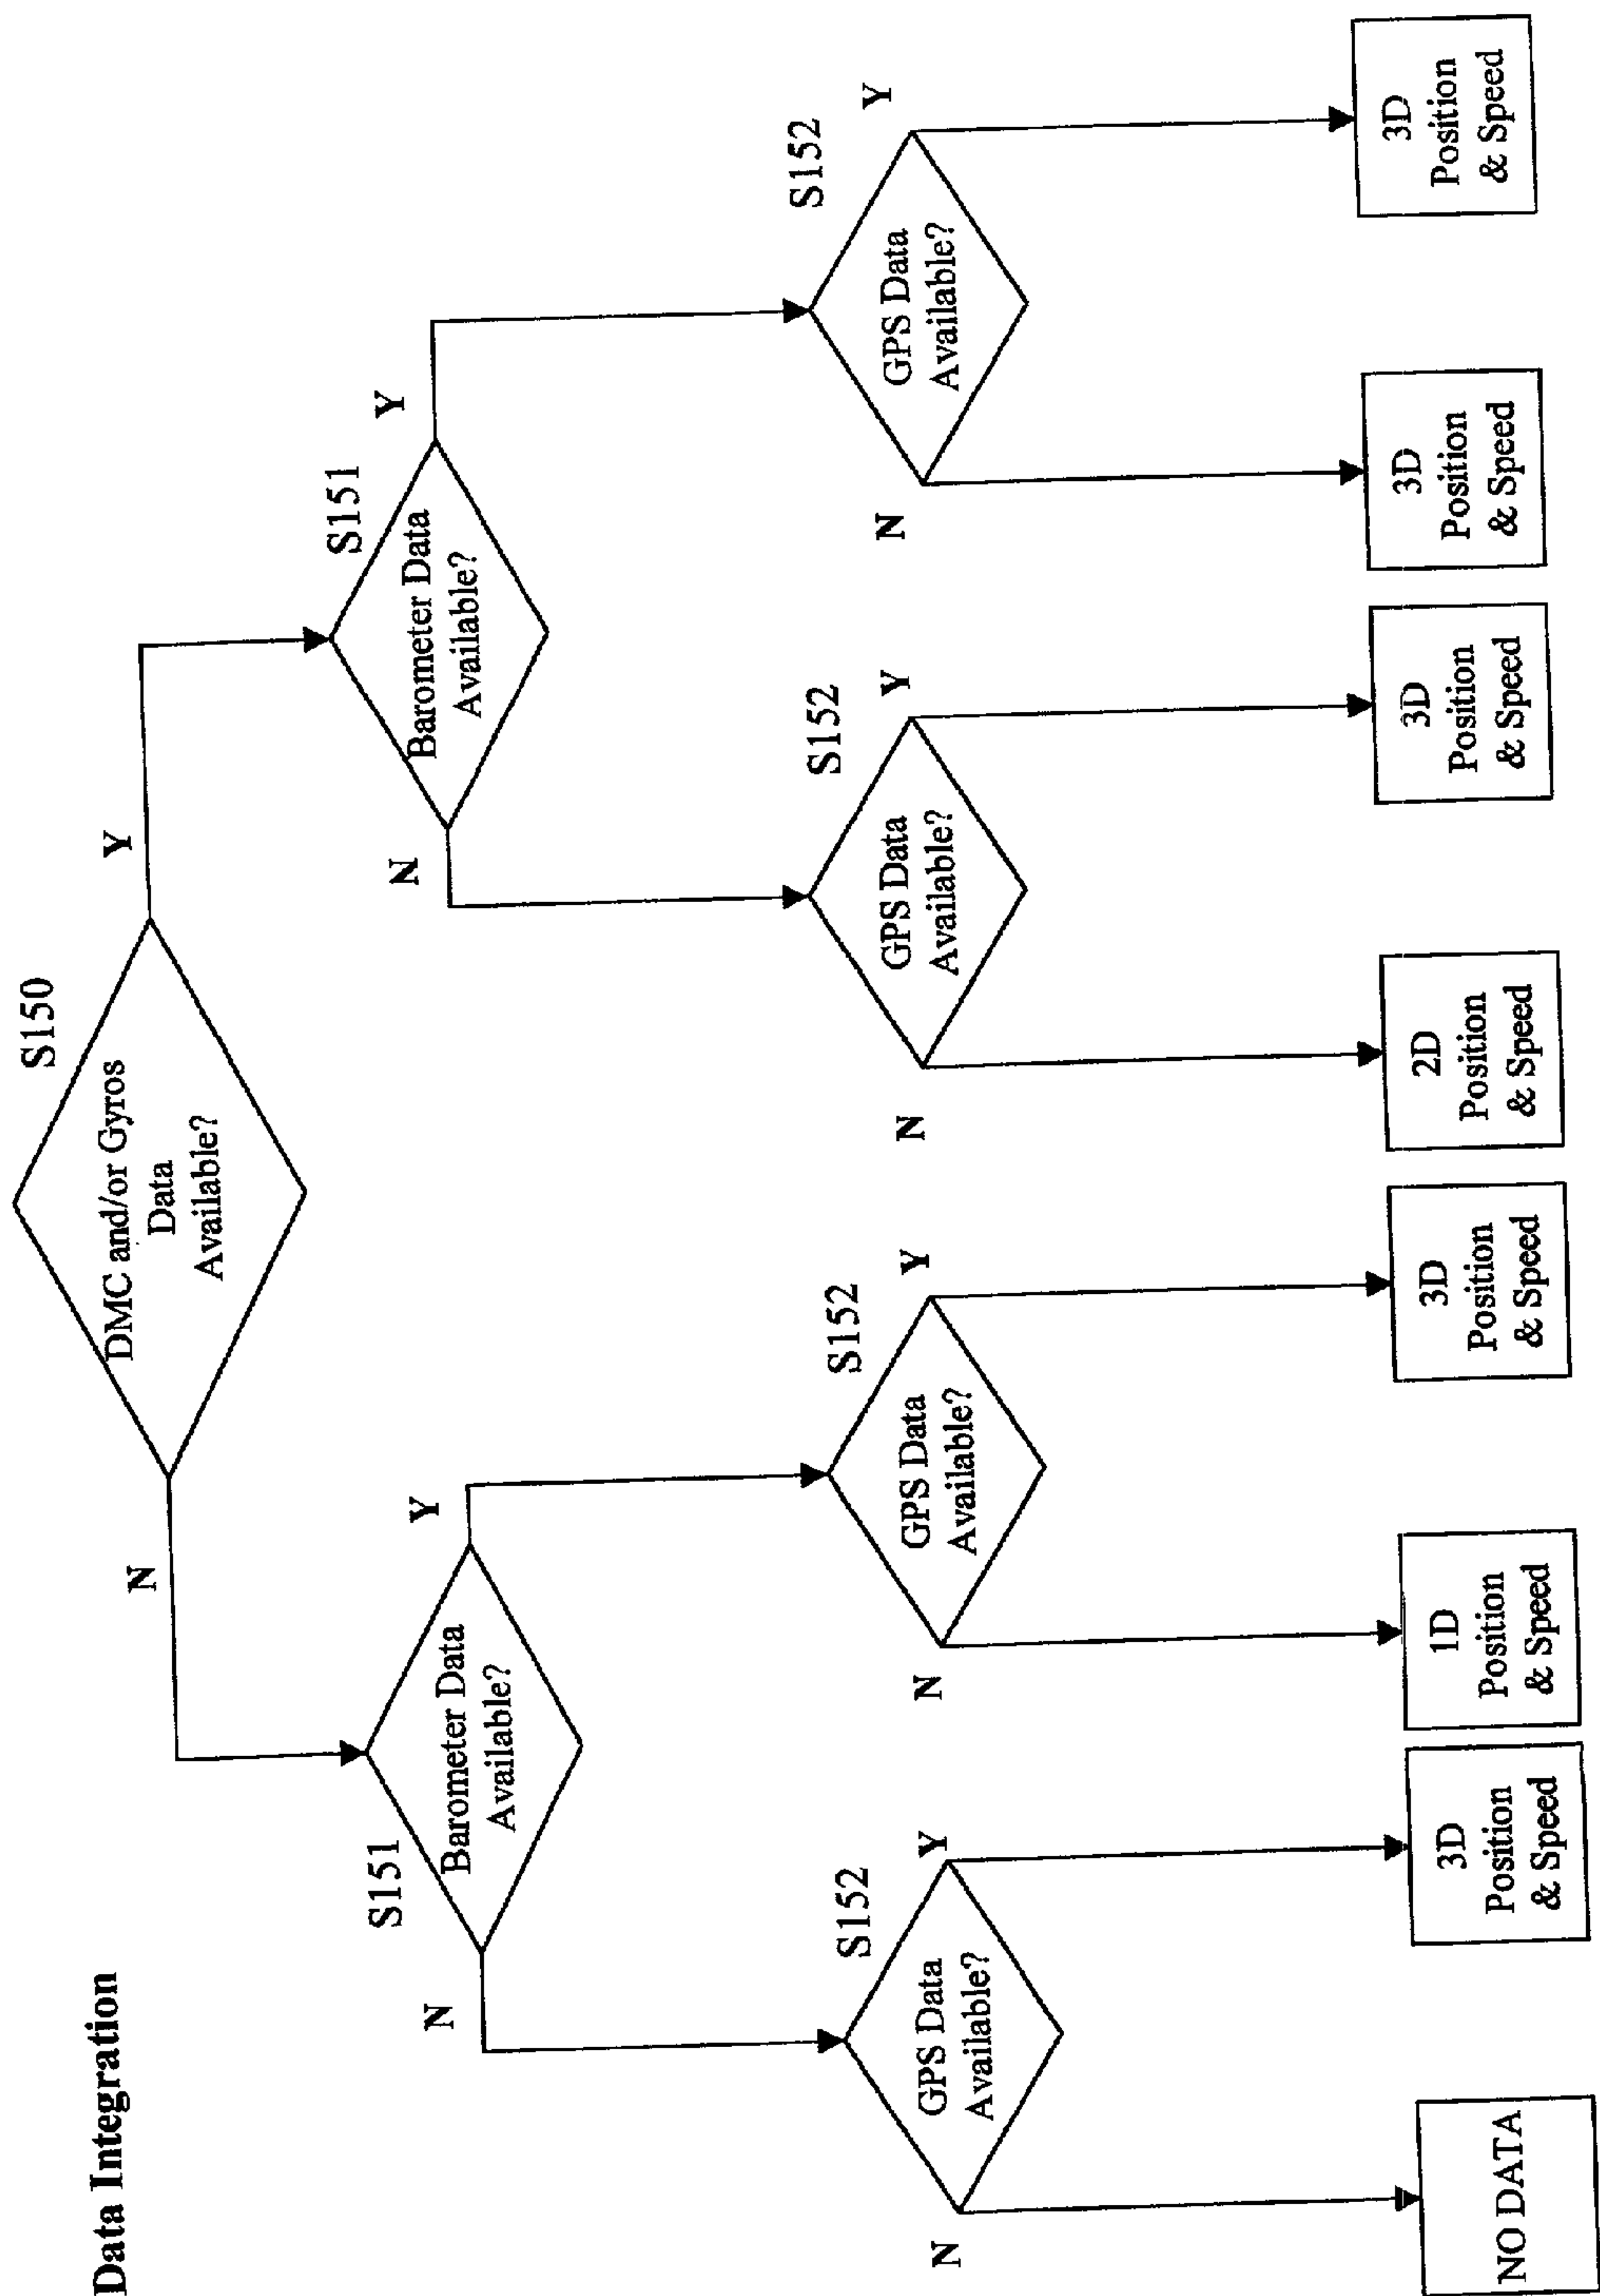 Data Integration
S150
DMC and/or Gyros
Data
Available?
N
Y
S151
Barometer Data
Available?
N
Y
S151
Barometer Data
Available?
N
Y
S152
GPS Data
Available?
N
Y
S152
GPS Data
Available?
N
Y
S152
GPS Data
Available?
N
Y
S152
GPS Data
Available?
N
Y
NO DATA
3D
Position
& Speed
1D
Position
& Speed
3D
Position
& Speed
2D
Position
& Speed
3D
Position
& Speed
3D
Position
& Speed
3D
Position
& Speed